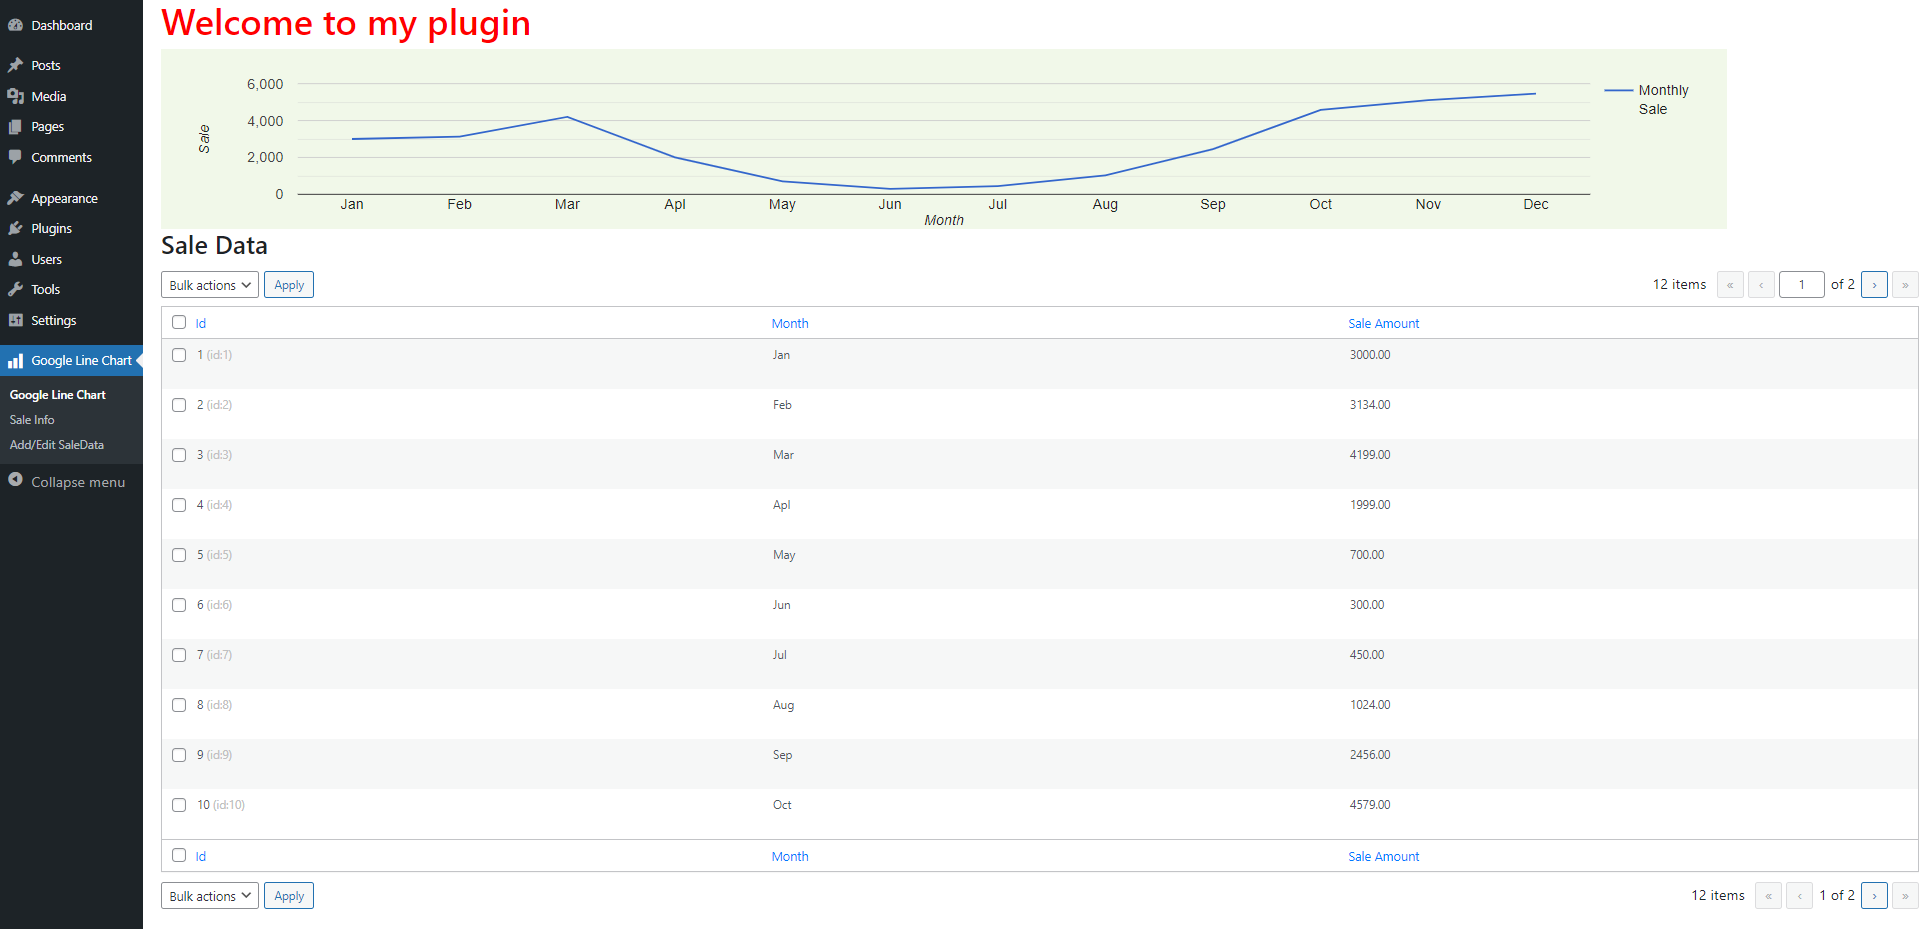 Dashboard
Posts
Media
Pages
Comments
Appearance
Plugins
Users
Tools
Settings
Google Line Chart
Google Line Chart
Sale Info
Add/Edit SaleData
Collapse menu
Welcome to my plugin
6,000
4,000
2,000
0
Sale
Jan Feb Mar Apl May Jun Jul Aug Sep Oct Nov Dec
Month
Monthly
Sale
Sale Data
Bulk actions Apply 12 items « ‹ 1 of 2 › »
Id Month Sale Amount
1 (id:1) Jan 3000.00
2 (id:2) Feb 3134.00
3 (id:3) Mar 4199.00
4 (id:4) Apl 1999.00
5 (id:5) May 700.00
6 (id:6) Jun 300.00
7 (id:7) Jul 450.00
8 (id:8) Aug 1024.00
9 (id:9) Sep 2456.00
10 (id:10) Oct 4579.00
Id Month Sale Amount
Bulk actions Apply 12 items « ‹ 1 of 2 › »